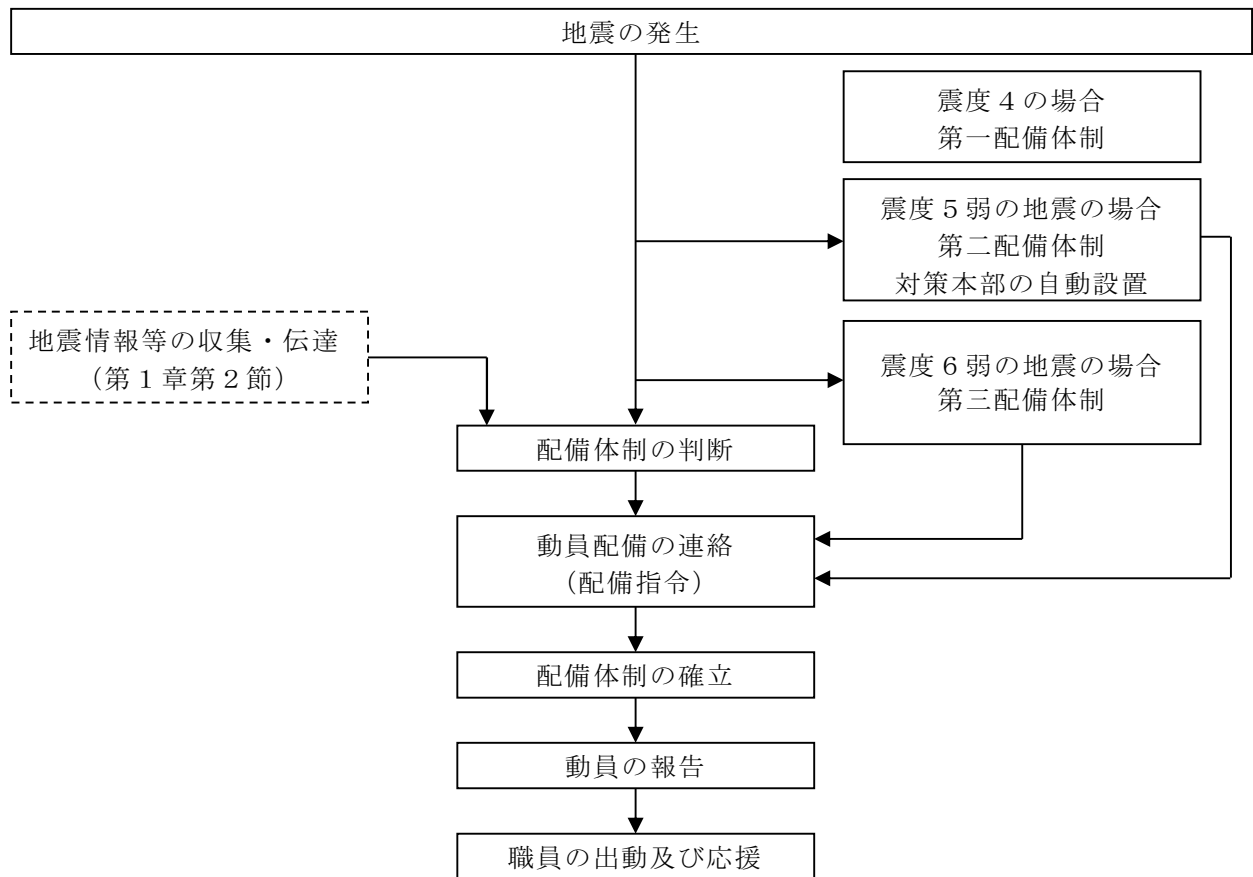 地震の発生
震度４の場合
第一配備体制
震度５弱の地震の場合
第二配備体制
対策本部の自動設置
地震情報等の収集・伝達
（第１章第２節）
震度６弱の地震の場合
第三配備体制
配備体制の判断
動員配備の連絡
（配備指令）
配備体制の確立
動員の報告
職員の出動及び応援